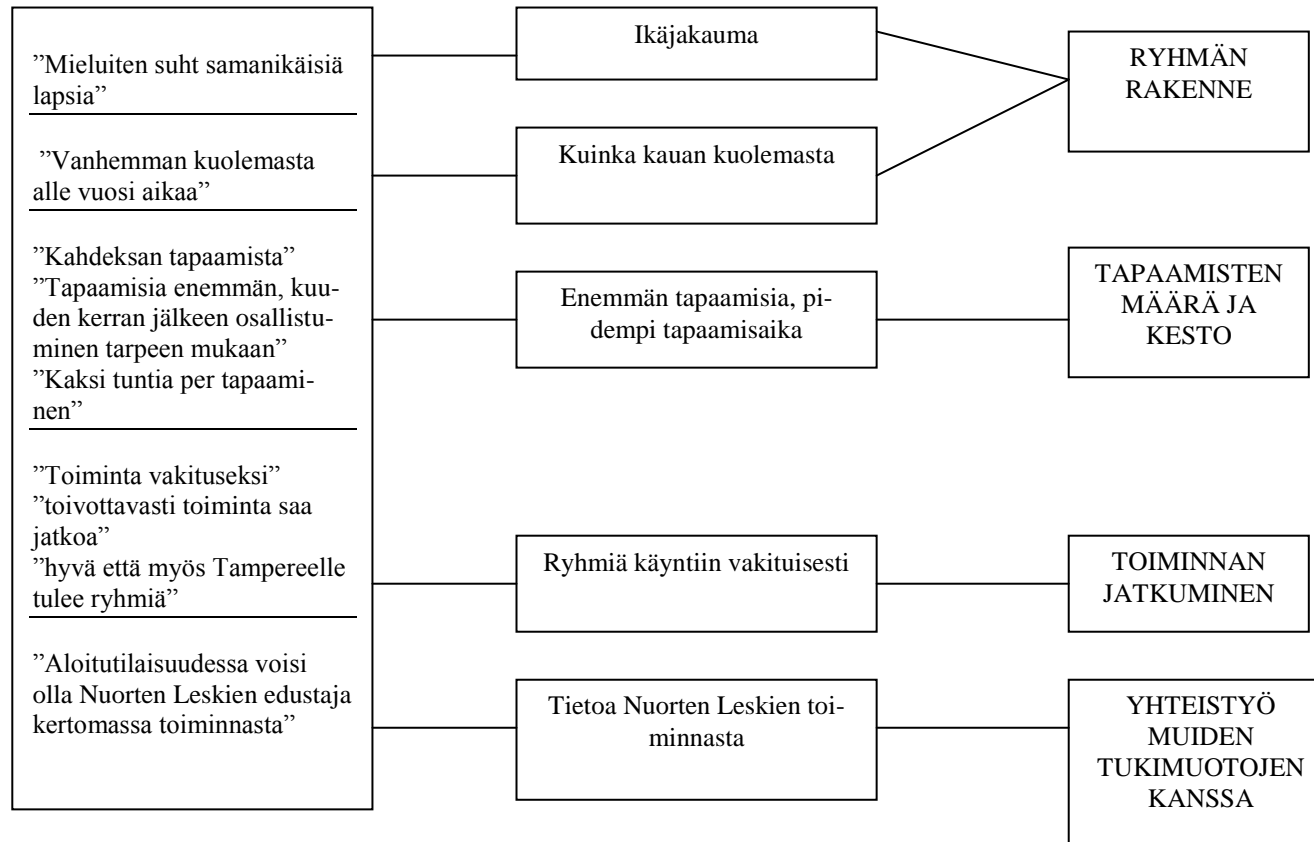 ”Mieluiten suht samanikäisiä
lapsia”
”Vanhemman kuolemasta
alle vuosi aikaa”
”Kahdeksan tapaamista”
”Tapaamisia enemmän, kuu-
den kerran jälkeen osallistu-
minen tarpeen mukaan”
”Kaksi tuntia per tapaami-
nen”
”Toiminta vakituseksi”
”toivottavasti toiminta saa
jatkoa”
”hyvä että myös Tampereelle
tulee ryhmiä”
”Aloitutilaisuudessa voisi
olla Nuorten Leskien edustaja
kertomassa toiminnasta”
Ikäjakauma
Kuinka kauan kuolemasta
Enemmän tapaamisia, pi-
dempi tapaamisaika
Ryhmiä käyntiin vakituisesti
Tietoa Nuorten Leskien toi-
minnasta
RYHMÄN
RAKENNE
TAPAAMISTEN
MÄÄRÄ JA
KESTO
TOIMINNAN
JATKUMINEN
YHTEISTYÖ
MUIDEN
TUKIMUOTOJEN
KANSSA